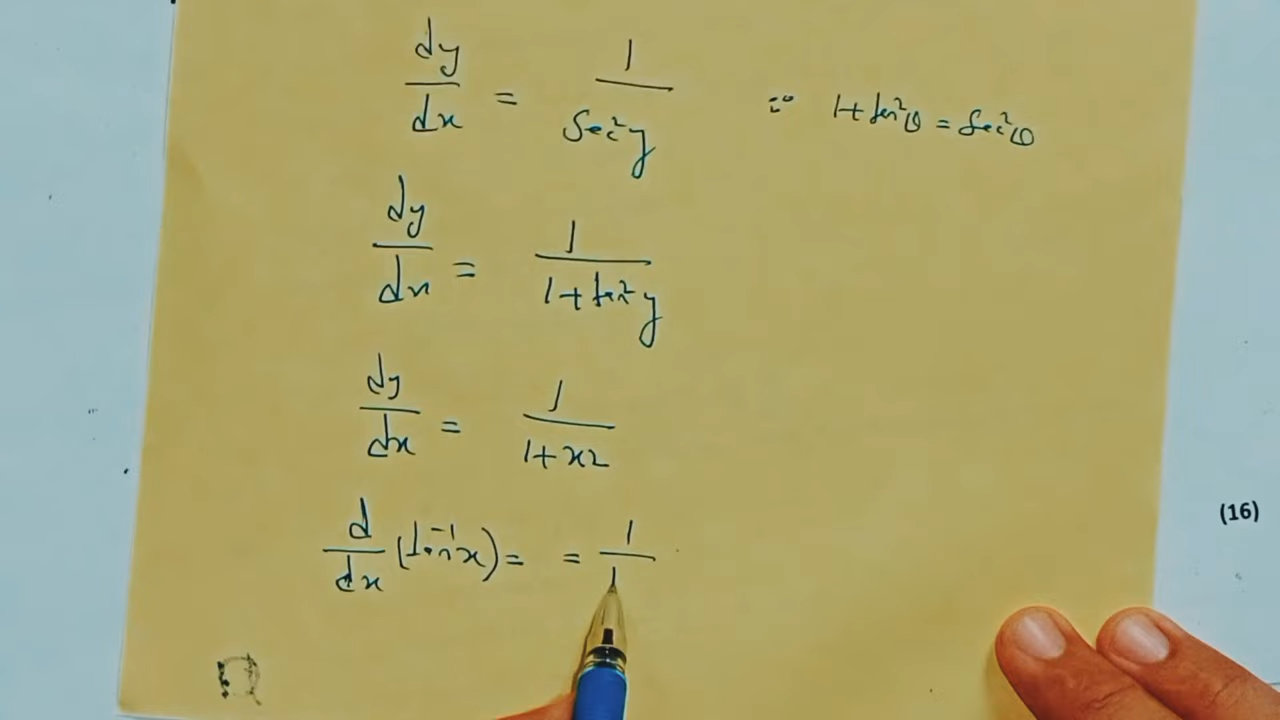 dy/dx = 1/Sec²y ∵ 1+tan²θ = Sec²θ
dy/dx = 1/1+tan²y
dy/dx = 1/1+x2
d/dx (tan⁻¹x) = = 1/1
(16)